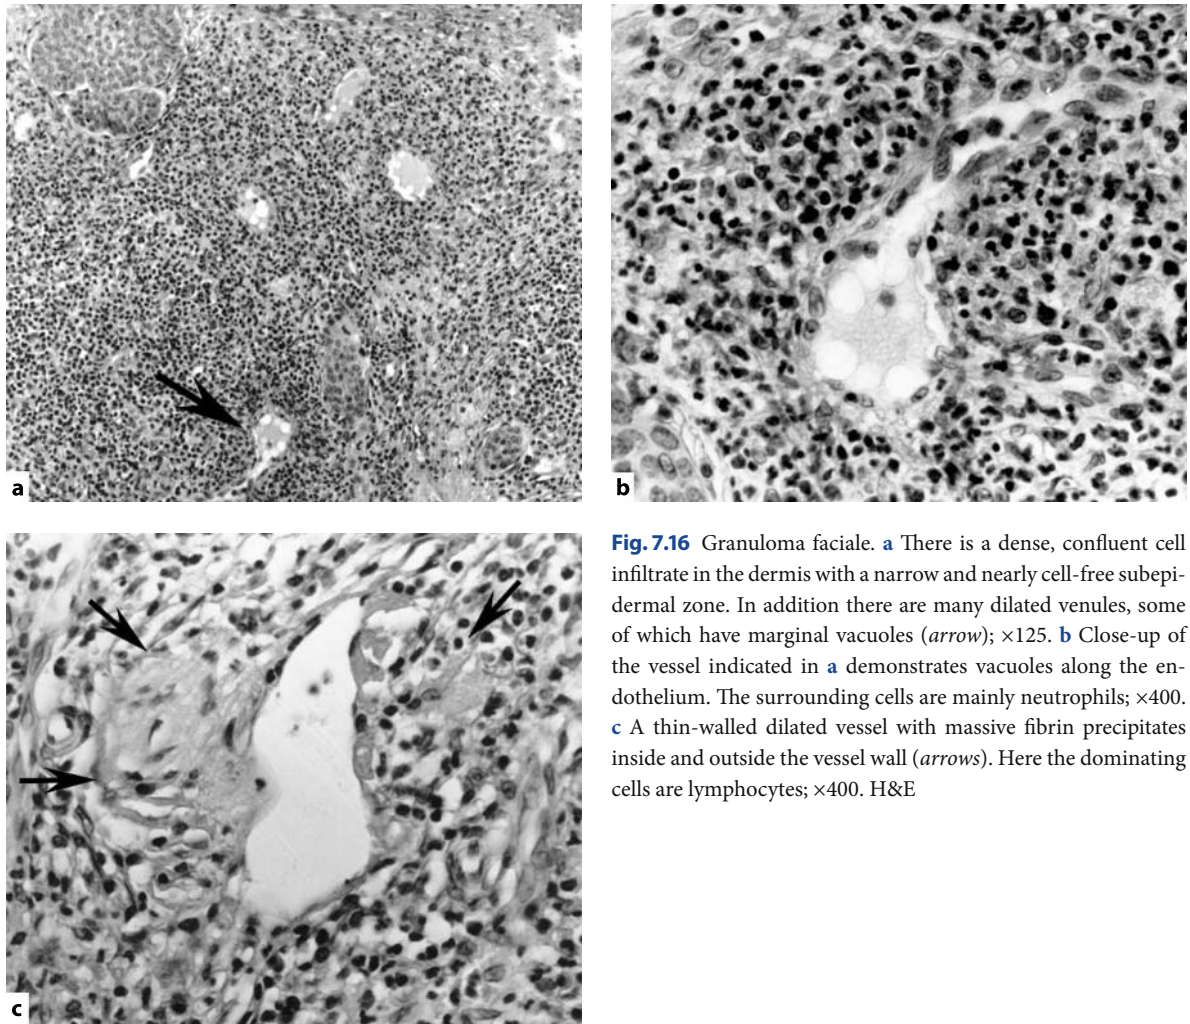 a
b
c
Fig. 7.16 Granuloma faciale. a There is a dense, confluent cell
infiltrate in the dermis with a narrow and nearly cell-free subepi-
dermal zone. In addition there are many dilated venules, some
of which have marginal vacuoles (arrow); ×125. b Close-up of
the vessel indicated in a demonstrates vacuoles along the en-
dothelium. The surrounding cells are mainly neutrophils; ×400.
c A thin-walled dilated vessel with massive fibrin precipitates
inside and outside the vessel wall (arrows). Here the dominating
cells are lymphocytes; ×400. H&E